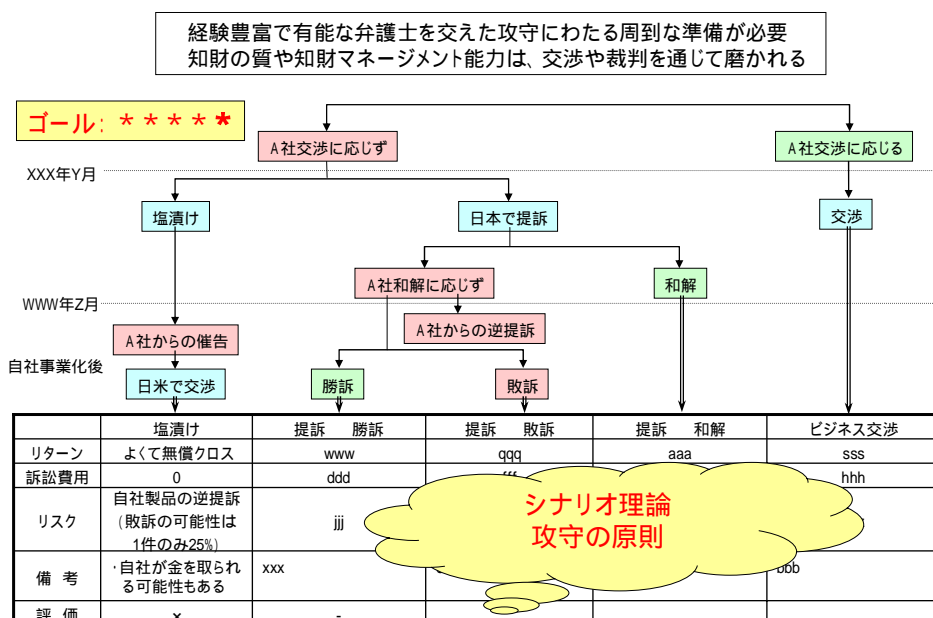 経験豊富で有能な弁護士を交えた攻守にわたる周到な準備が必要
知財の質や知財マネージメント能力は、交渉や裁判を通じて磨かれる
ゴール: *****
A社交渉に応じず
A社交渉に応じる
XXX年Y月
塩漬け
日本で提訴
交渉
A社和解に応じず
和解
WWW年Z月
A社からの催告
A社からの逆提訴
自社事業化後
日米で交渉
勝訴
敗訴
塩漬け
提訴 勝訴
提訴 敗訴
提訴 和解
ビジネス交渉
リターン
よくて無償クロス
www
qqq
aaa
sss
訴訟費用
0
ddd
hhh
リスク
自社製品の逆提訴
(敗訴の可能性は
1件のみ25%)
jjj
シナリオ理論
攻守の原則
備 考
・自社が金を取られ
る可能性もある
xxx
bbb
評 価
×
-